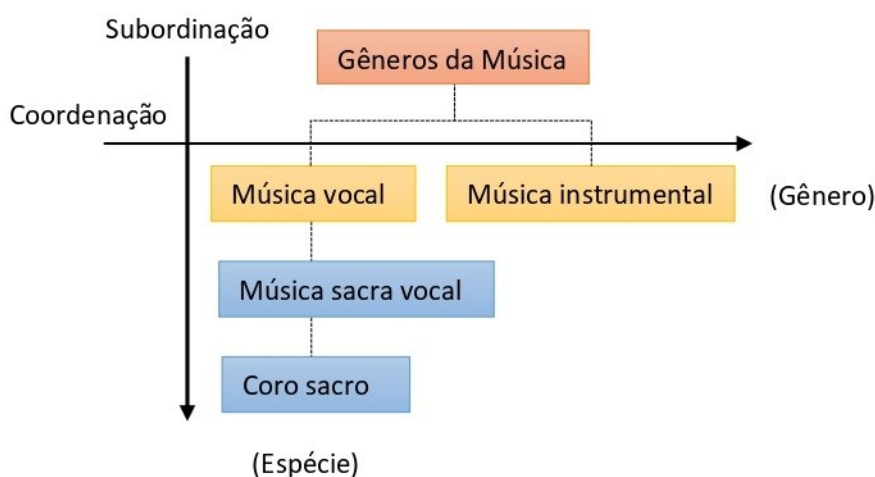 Subordinação
Gêneros da Música
Coordenação
Música vocal
Música instrumental
(Gênero)
Música sacra vocal
Coro sacro
(Espécie)